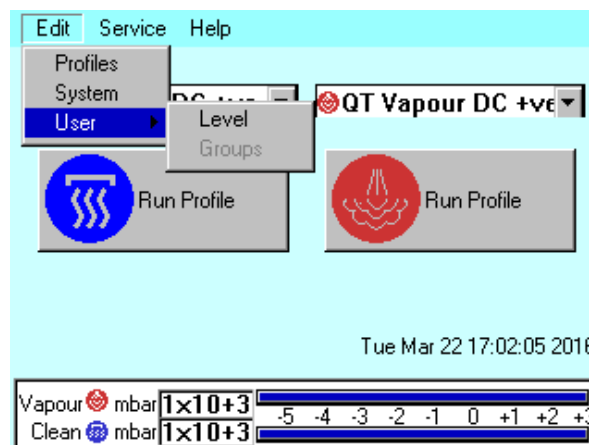 Edit Service Help
Profiles
System
User
Level
Groups
QT Vapour DC +ve
Run Profile
Run Profile
Tue Mar 22 17:02:05 2016
Vapour mbar 1x10+3
-5 -4 -3 -2 -1 0 +1 +2 +3
Clean mbar 1x10+3